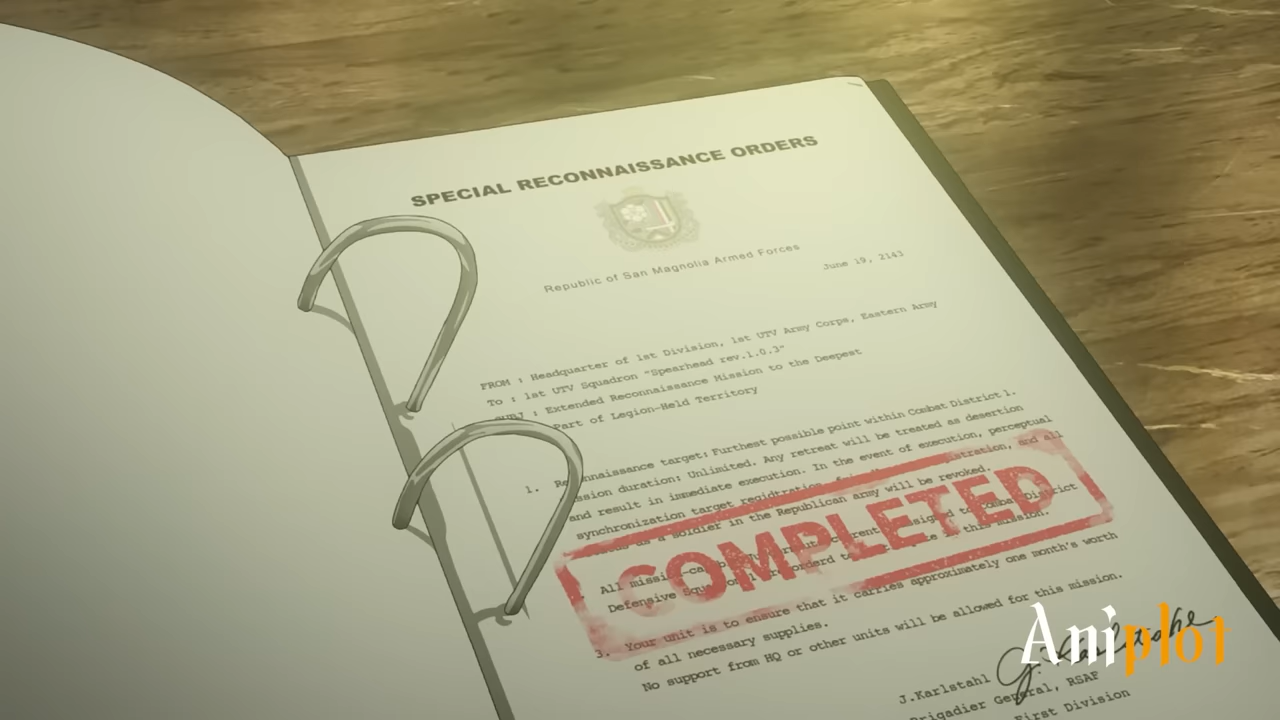 SPECIAL RECONNAISSANCE ORDERS
Republic of San Magnolia Armed Forces
June 19, 2143
FROM : Headquarter of 1st Division, 1st UTV Army Corps, Eastern Army
To : 1st UTV Squadron "Spearhead rev.1.0.3"
: Extended Reconnaissance Mission to the Deepest
Part of Legion-Held Territory
1. target: Furthest possible point within Combat District 1.
duration: Unlimited. Any retreat will be treated as desertion
and result in immediate execution. In the event of execution, perceptual
synchronization target and all
as a soldier in the Republican army will be revoked.
All
Defensive this mission.
COMPLETED
3. Your unit is to ensure that it carries approximately one month's worth
of all necessary supplies.
No support from HQ or other units will be allowed for this mission.
J.Karlstahl
Brigadier General, RSAF
First Division
Aniplot